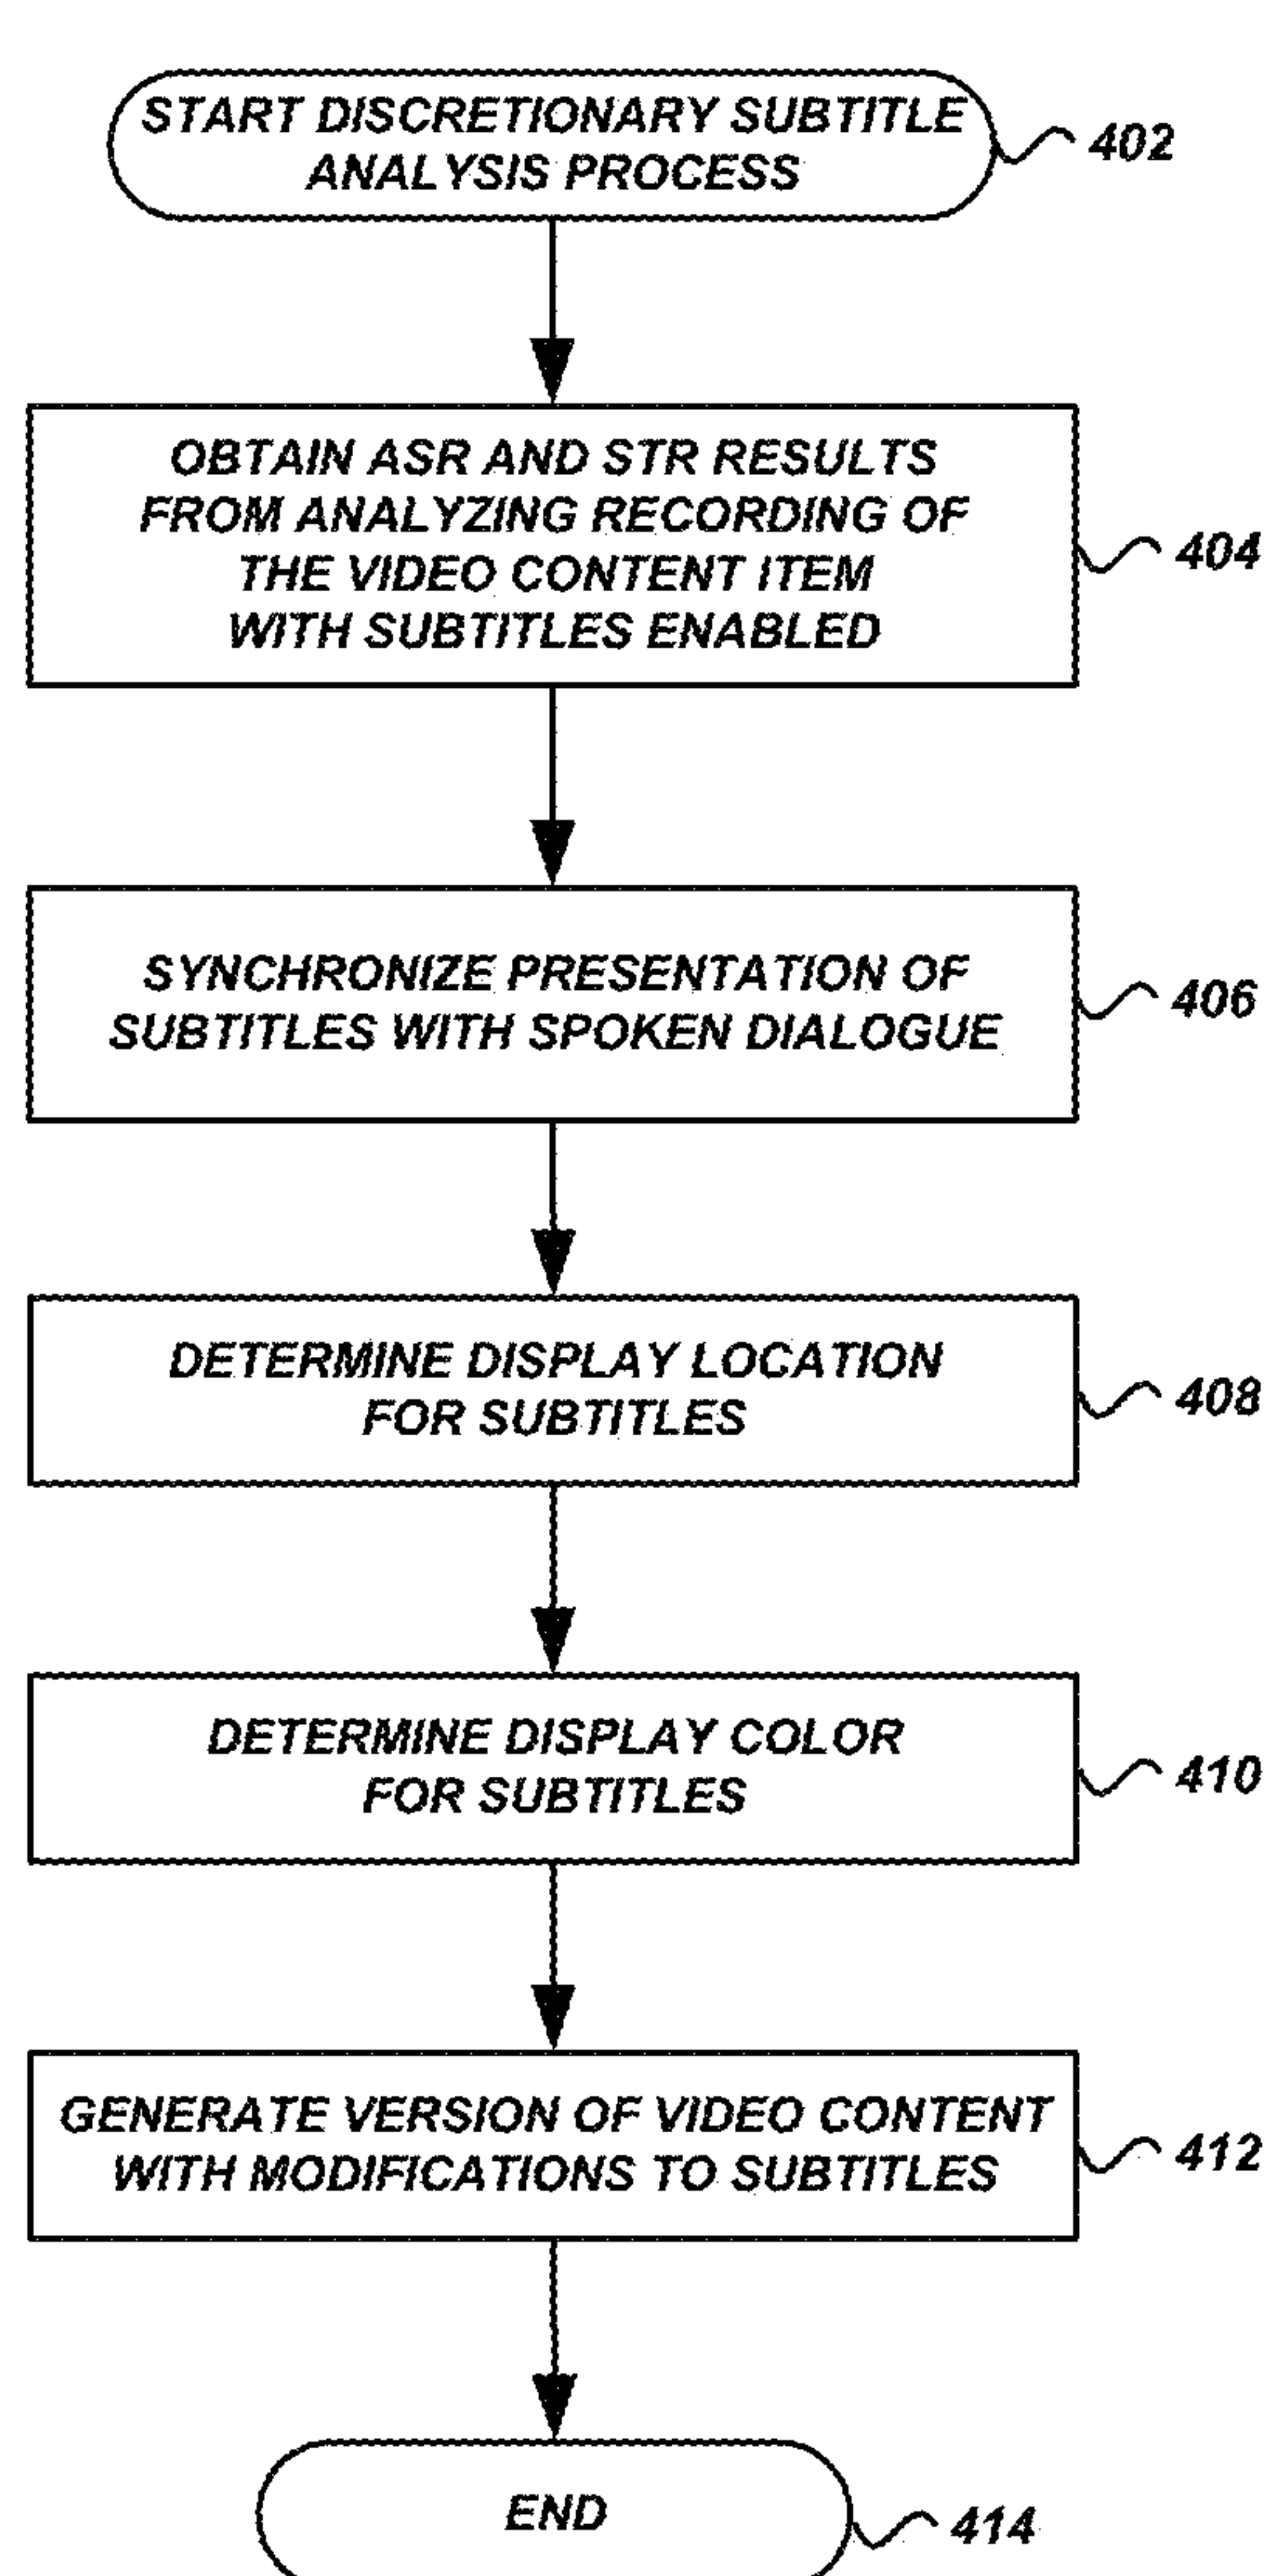 START DISCRETIONARY SUBTITLE
ANALYSIS PROCESS
402
OBTAIN ASR AND STR RESULTS
FROM ANALYZING RECORDING OF
THE VIDEO CONTENT ITEM
WITH SUBTITLES ENABLED
404
SYNCHRONIZE PRESENTATION OF
SUBTITLES WITH SPOKEN DIALOGUE
406
DETERMINE DISPLAY LOCATION
FOR SUBTITLES
408
DETERMINE DISPLAY COLOR
FOR SUBTITLES
410
GENERATE VERSION OF VIDEO CONTENT
WITH MODIFICATIONS TO SUBTITLES
412
END
414